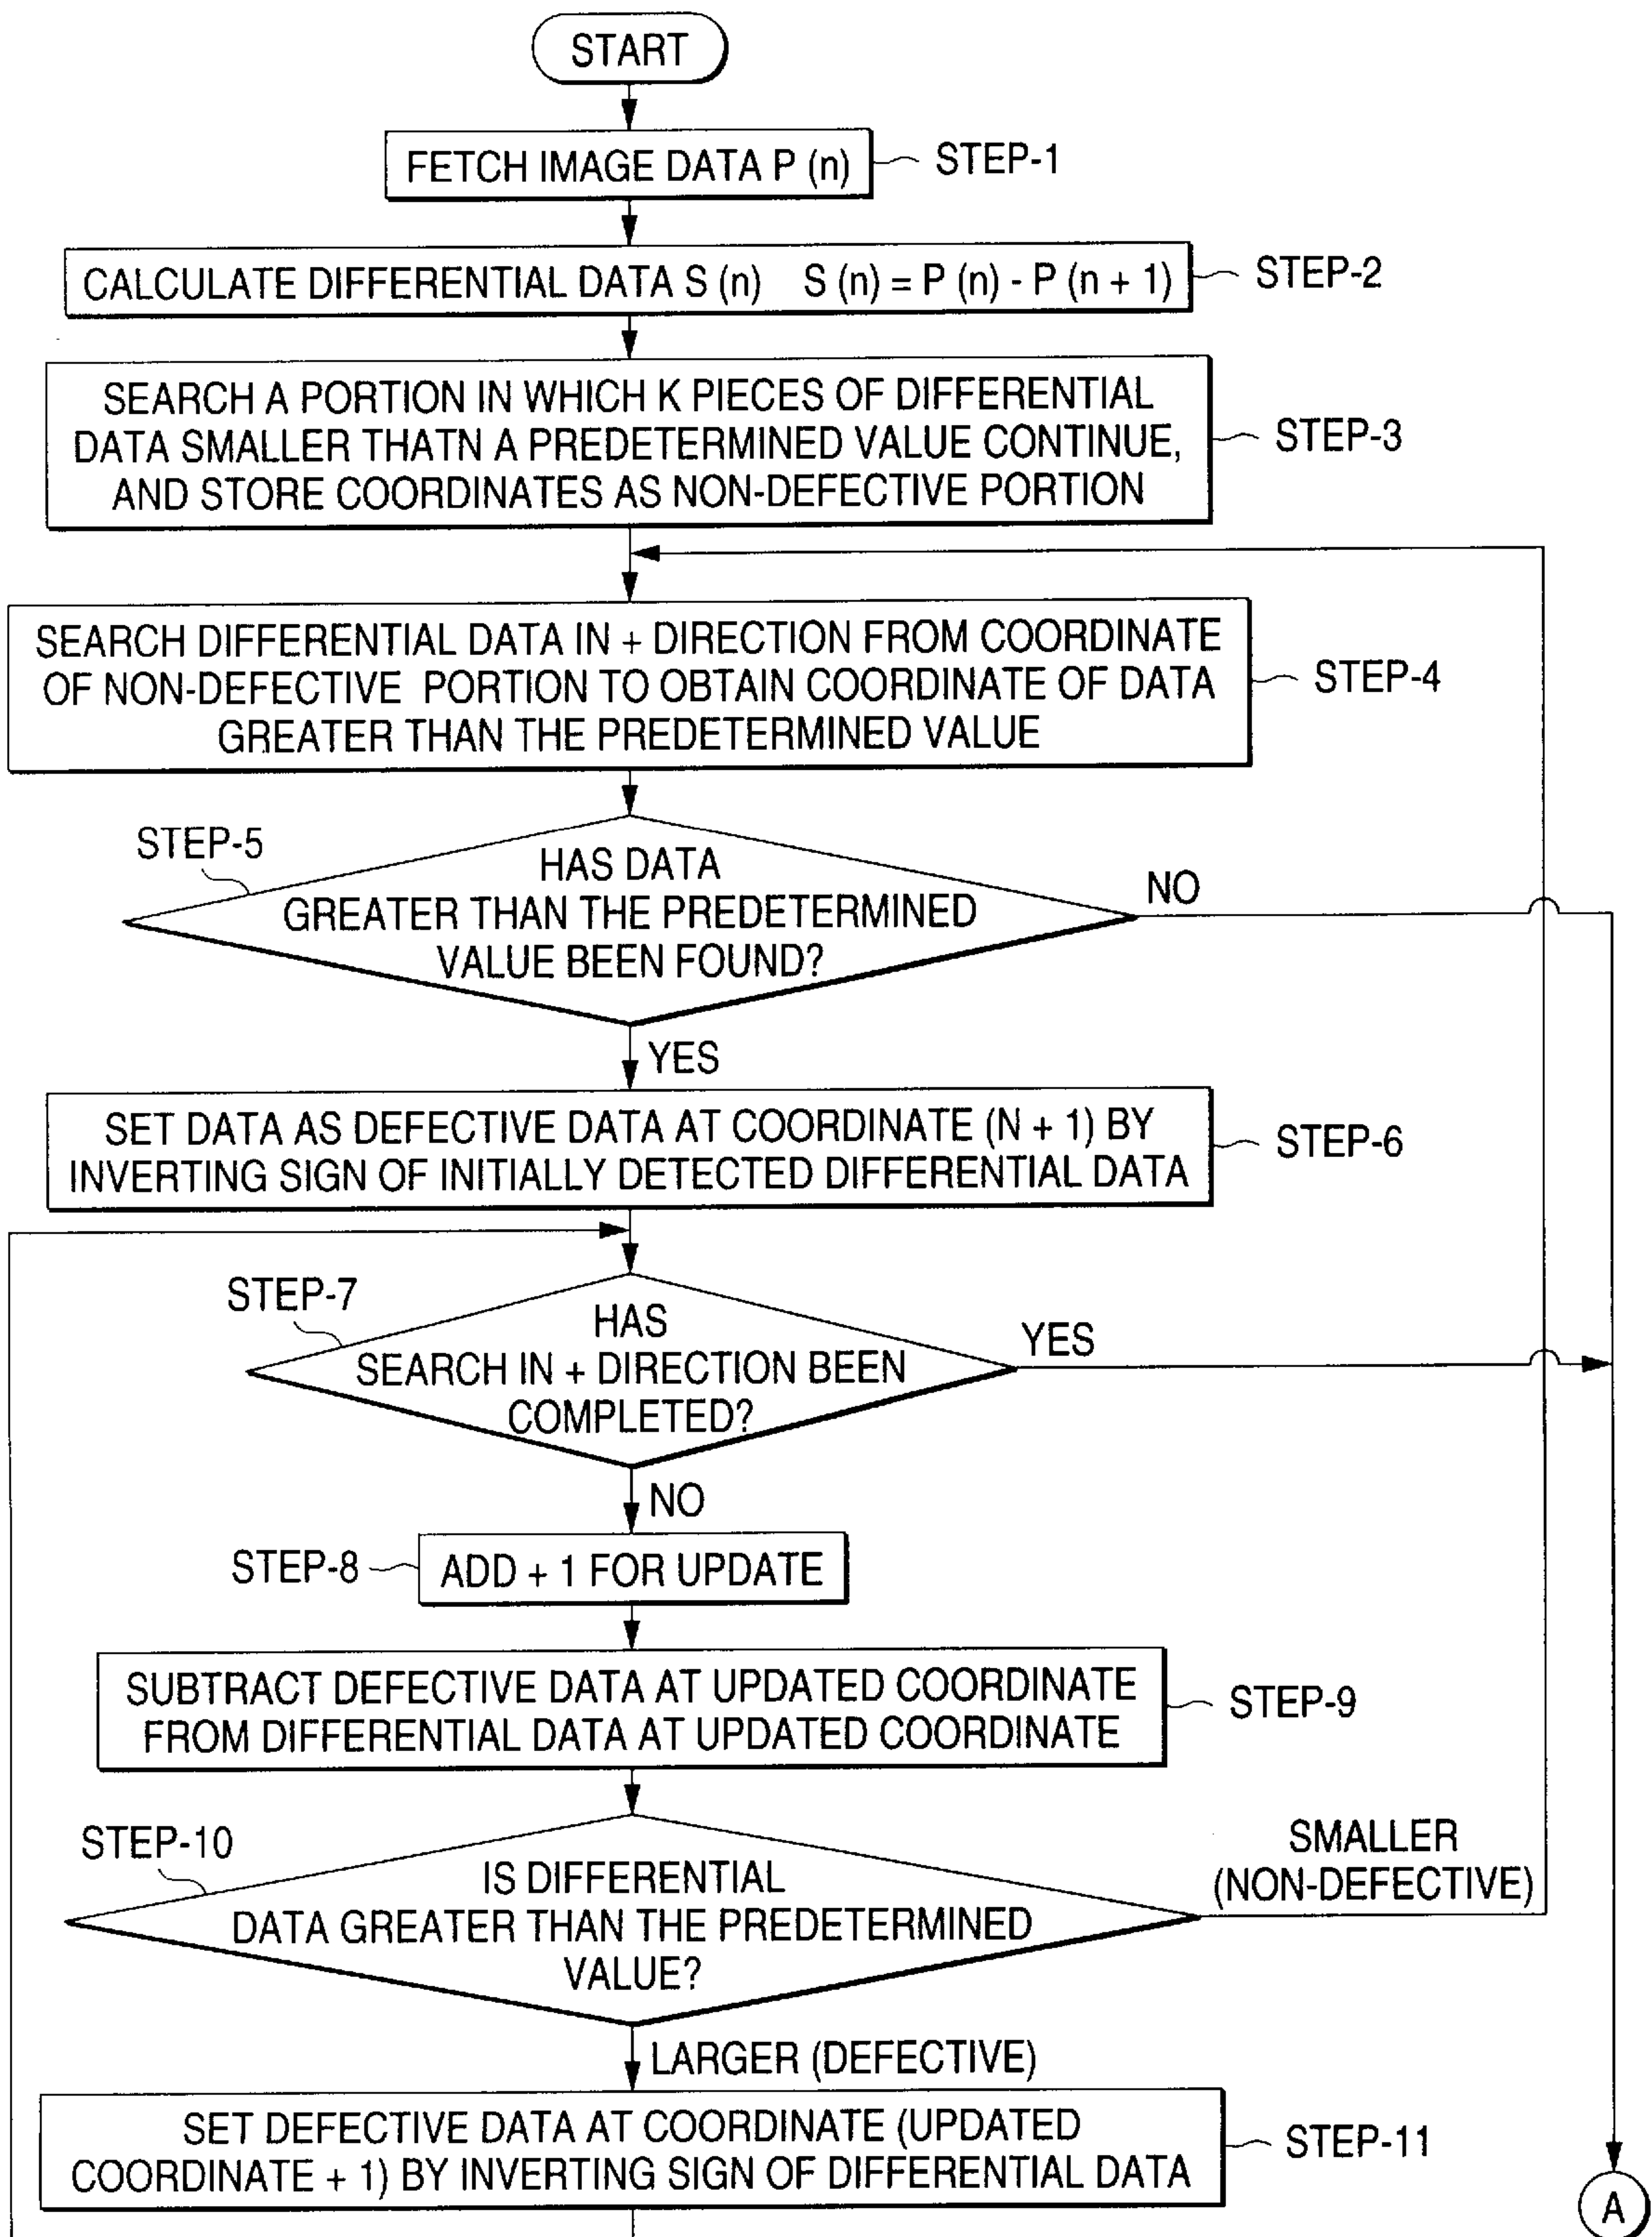 START
FETCH IMAGE DATA P (n)
STEP-1
CALCULATE DIFFERENTIAL DATA S (n) S (n) = P (n) - P (n + 1)
STEP-2
SEARCH A PORTION IN WHICH K PIECES OF DIFFERENTIAL
DATA SMALLER THATN A PREDETERMINED VALUE CONTINUE,
AND STORE COORDINATES AS NON-DEFECTIVE PORTION
STEP-3
SEARCH DIFFERENTIAL DATA IN + DIRECTION FROM COORDINATE
OF NON-DEFECTIVE PORTION TO OBTAIN COORDINATE OF DATA
GREATER THAN THE PREDETERMINED VALUE
STEP-4
STEP-5
HAS DATA
GREATER THAN THE PREDETERMINED
VALUE BEEN FOUND?
NO
YES
SET DATA AS DEFECTIVE DATA AT COORDINATE (N + 1) BY
INVERTING SIGN OF INITIALLY DETECTED DIFFERENTIAL DATA
STEP-6
STEP-7
HAS
SEARCH IN + DIRECTION BEEN
COMPLETED?
YES
NO
STEP-8
ADD + 1 FOR UPDATE
SUBTRACT DEFECTIVE DATA AT UPDATED COORDINATE
FROM DIFFERENTIAL DATA AT UPDATED COORDINATE
STEP-9
STEP-10
IS DIFFERENTIAL
DATA GREATER THAN THE PREDETERMINED
VALUE?
SMALLER
(NON-DEFECTIVE)
LARGER (DEFECTIVE)
SET DEFECTIVE DATA AT COORDINATE (UPDATED
COORDINATE + 1) BY INVERTING SIGN OF DIFFERENTIAL DATA
STEP-11
A